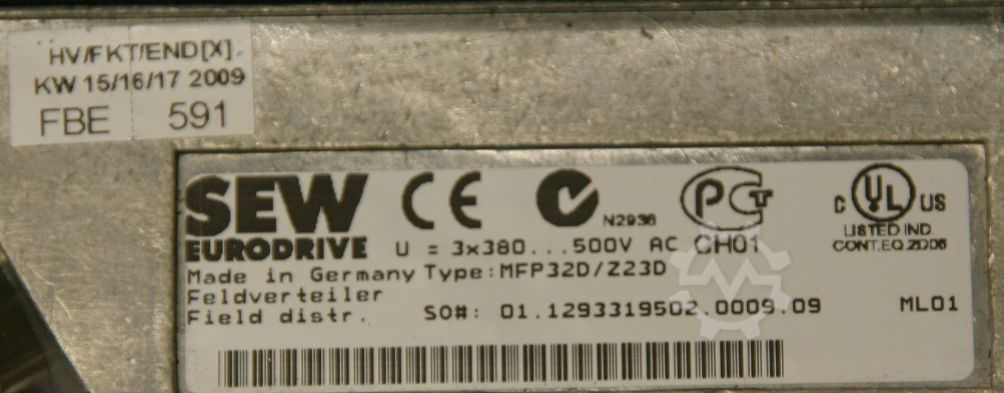 HV/FKT/END[X]
KW 15/16/17 2009
FBE 591
SEW
EURODRIVE
CE
N2936
PCT
C UL US
LISTED IND.
CONT.EQ.2D06
U = 3x380...500V AC CH01
Made in Germany Type:MFP32D/Z23D
Feldverteiler
Field distr. SO#: 01.1293319502.0009.09 ML01